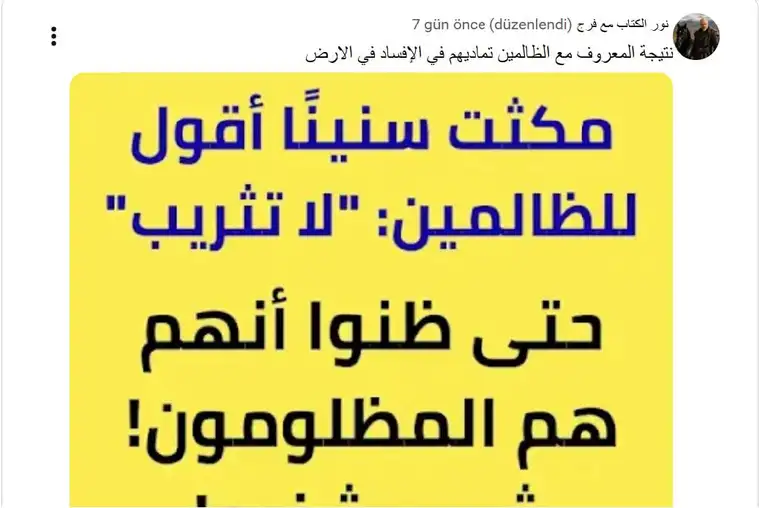 نور الكتاب مع فرج 7 gün önce (düzenlendi)
نتيجة المعروف مع الظالمين تماديهم في الإفساد في الارض
مكثت سنينًا أقول
للظالمين: "لا تثريب"
حتى ظنوا أنهم
هم المظلومون!